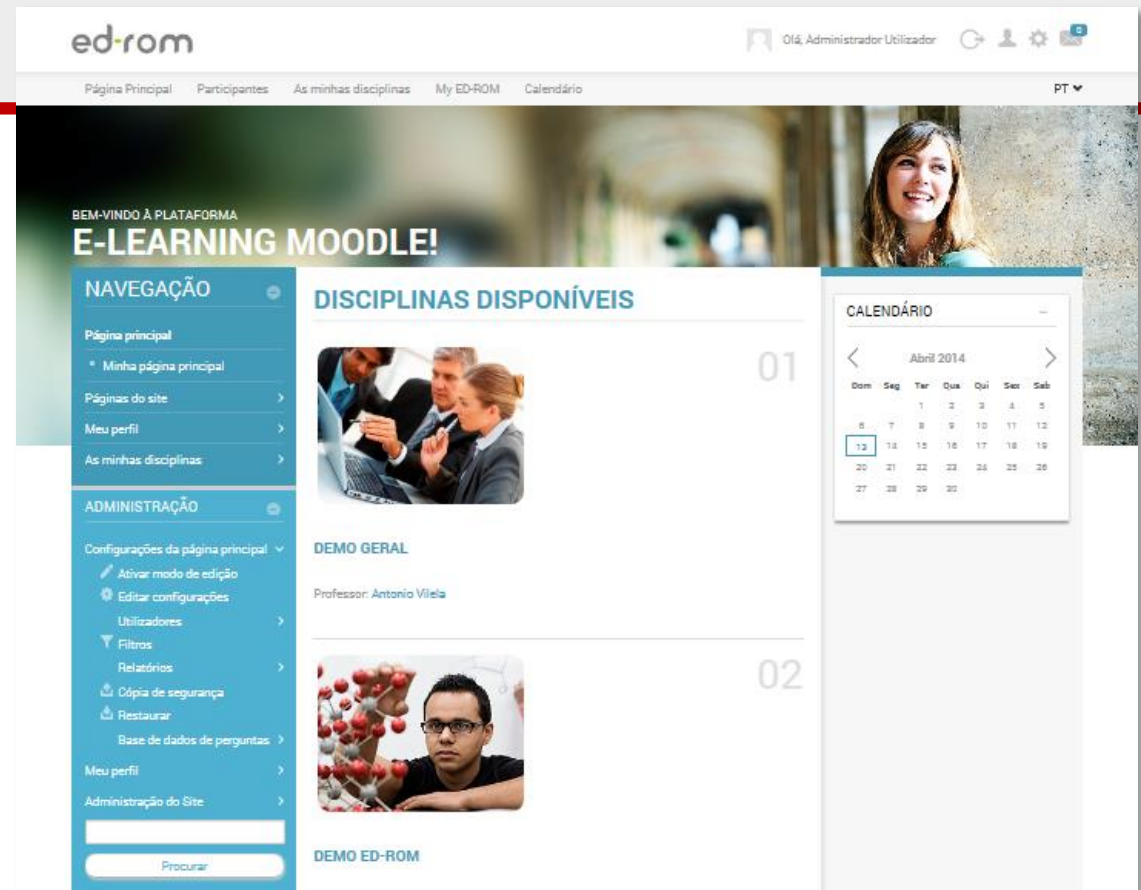 ed-rom
Olá, Administrador Utilizador
0
Página Principal Participantes As minhas disciplinas My ED-ROM Calendário PT
BEM-VINDO À PLATAFORMA
E-LEARNING MOODLE!
NAVEGAÇÃO
Página principal
Minha página principal
Páginas do site
Meu perfil
As minhas disciplinas
ADMINISTRAÇÃO
Configurações da página principal
Ativar modo de edição
Editar configurações
Utilizadores
Filtros
Relatórios
Cópia de segurança
Restaurar
Base de dados de perguntas
Meu perfil
Administração do Site
Procurar
DISCIPLINAS DISPONÍVEIS
01
DEMO GERAL
Professor: Antonio Vilela
02
DEMO ED-ROM
CALENDÁRIO
Abril 2014
Dom Seg Ter Qua Qui Sex Sab
1 2 3 4 5
6 7 8 9 10 11 12
13 14 15 16 17 18 19
20 21 22 23 24 25 26
27 28 29 30